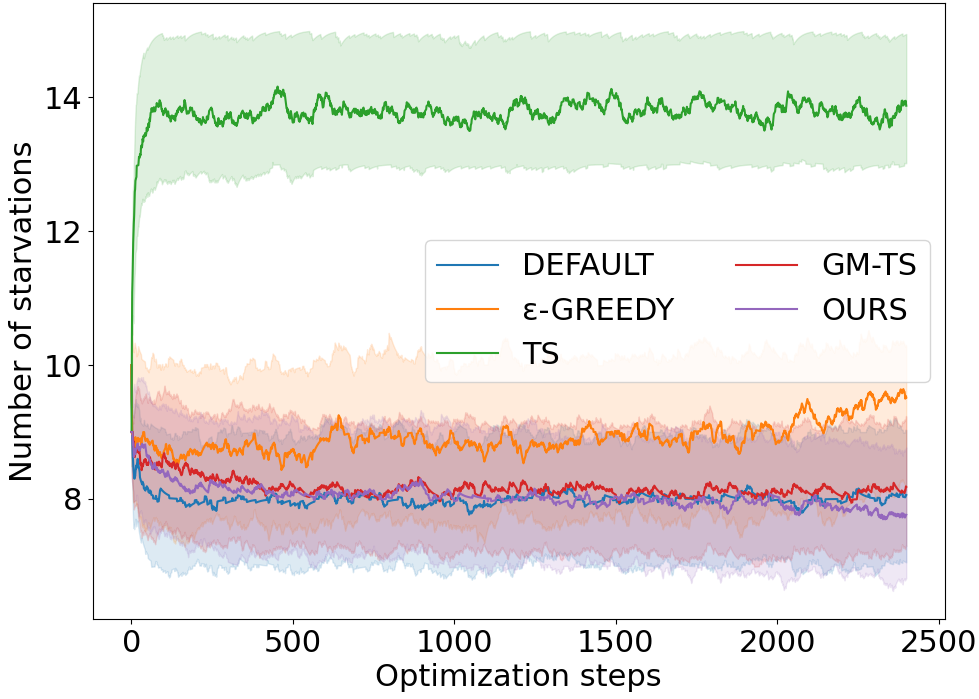 Number of starvations
14
12
10
8
DEFAULT
ε-GREEDY
TS
GM-TS
OURS
0 500 1000 1500 2000 2500
Optimization steps